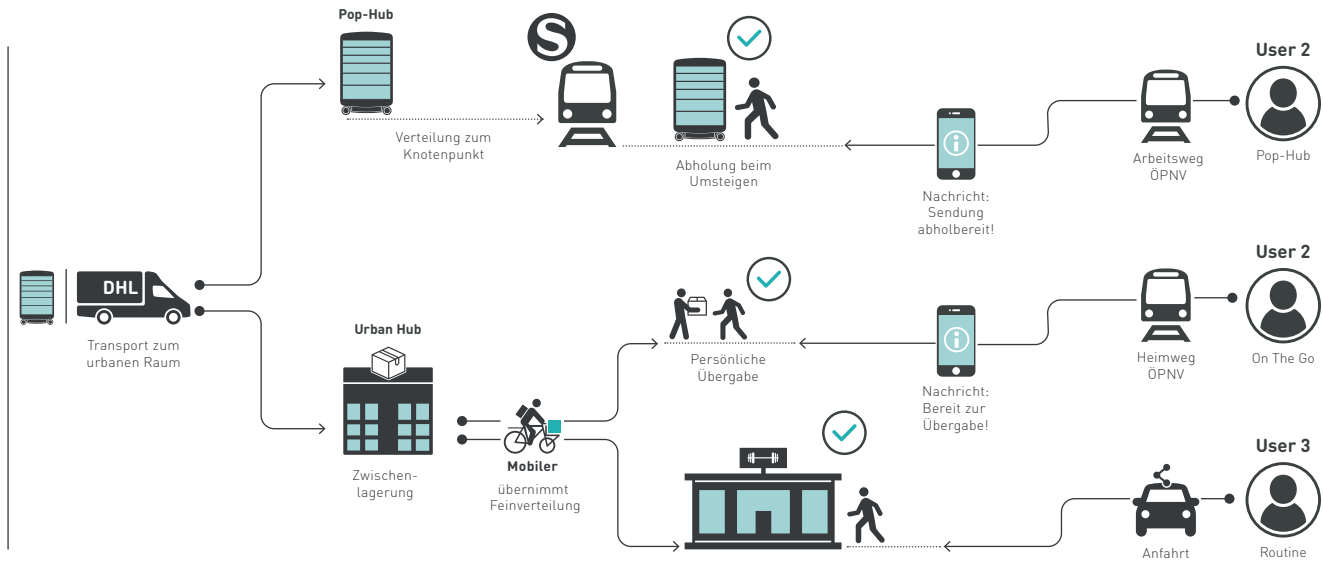 Pop-Hub
S
User 2
Verteilung zum
Knotenpunkt
Abholung beim
Umsteigen
Nachricht:
Sendung
abholbereit!
Arbeitsweg
ÖPNV
Pop-Hub
DHL
Transport zum
urbanen Raum
Urban Hub
Zwischen-
lagerung
Mobiler
übernimmt
Feinverteilung
Persönliche
Übergabe
Nachricht:
Bereit zur
Übergabe!
Heimweg
ÖPNV
User 2
On The Go
User 3
Anfahrt
Routine